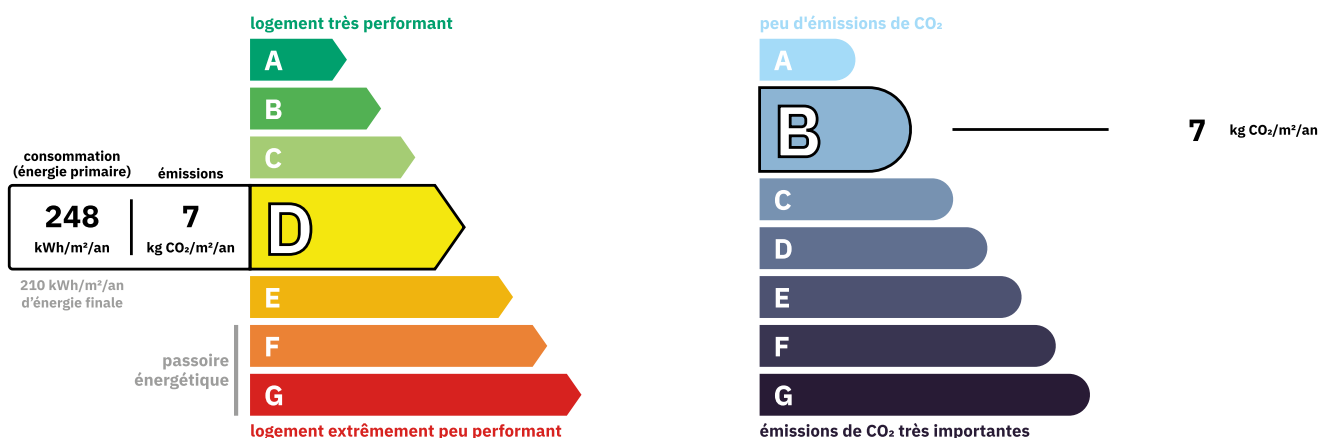 logement très performant
A
B
C
consommation
(énergie primaire)
émissions
248
kWh/m²/an
7
kg CO₂/m²/an
D
210 kWh/m²/an
d'énergie finale
E
passoire
énergétique
F
G
logement extrêmement peu performant
peu d'émissions de CO₂
A
B
7 kg CO₂/m²/an
C
D
E
F
G
émissions de CO₂ très importantes